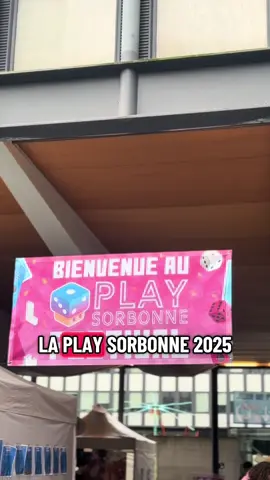 BIENVENUE AU
PLAY
SORBONNE
LA PLAY SORBONNE 2025